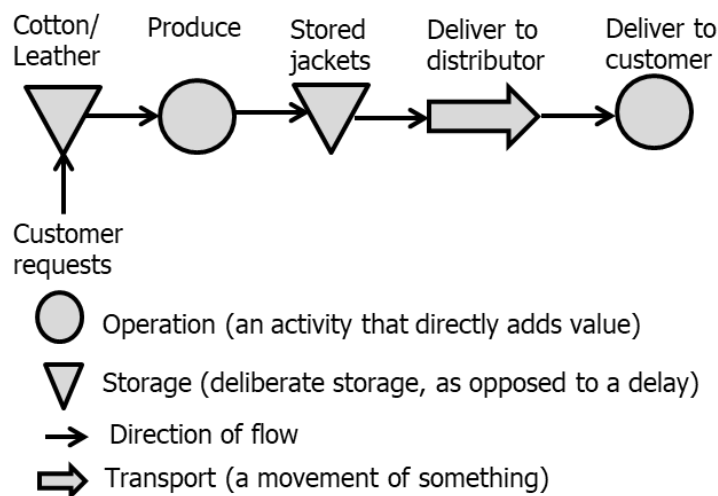 Cotton/
Leather
Produce
Stored
jackets
Deliver to
distributor
Deliver to
customer
Customer
requests
Operation (an activity that directly adds value)
Storage (deliberate storage, as opposed to a delay)
Direction of flow
Transport (a movement of something)